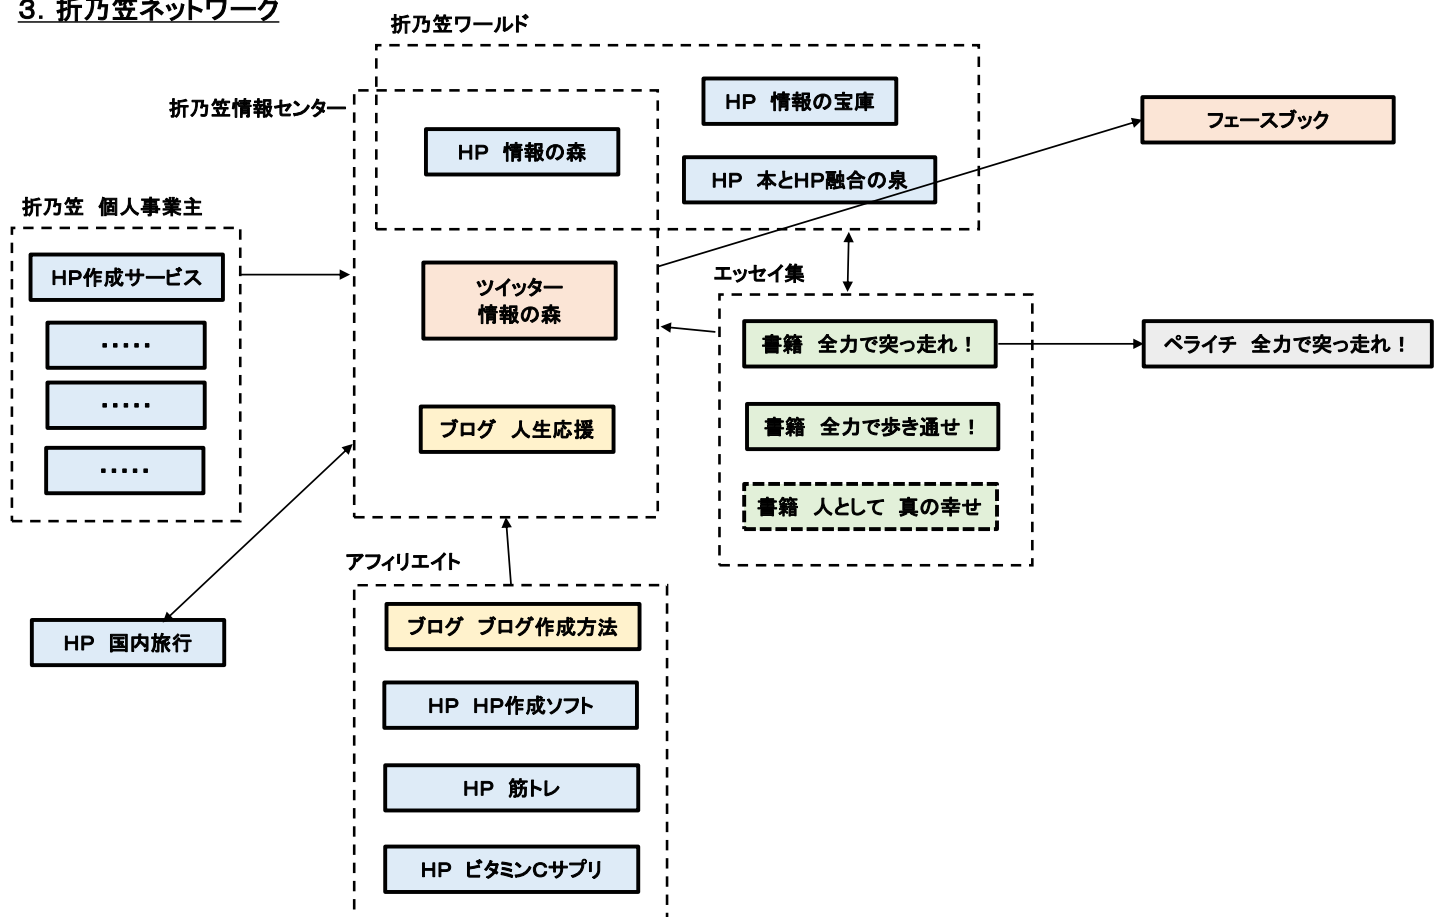 ３．折乃笠ネットワーク
折乃笠ワールド
折乃笠情報センター
HP　情報の宝庫
フェースブック
HP　情報の森
HP　本とHP融合の泉
折乃笠　個人事業主
HP作成サービス
・・・・・
・・・・・
・・・・・
ツイッター
情報の森
ブログ　人生応援
エッセイ集
書籍　全力で突っ走れ！
書籍　全力で歩き通せ！
書籍　人として　真の幸せ
ペライチ　全力で突っ走れ！
HP　国内旅行
アフィリエイト
ブログ　ブログ作成方法
HP　HP作成ソフト
HP　筋トレ
HP　ビタミンCサプリ